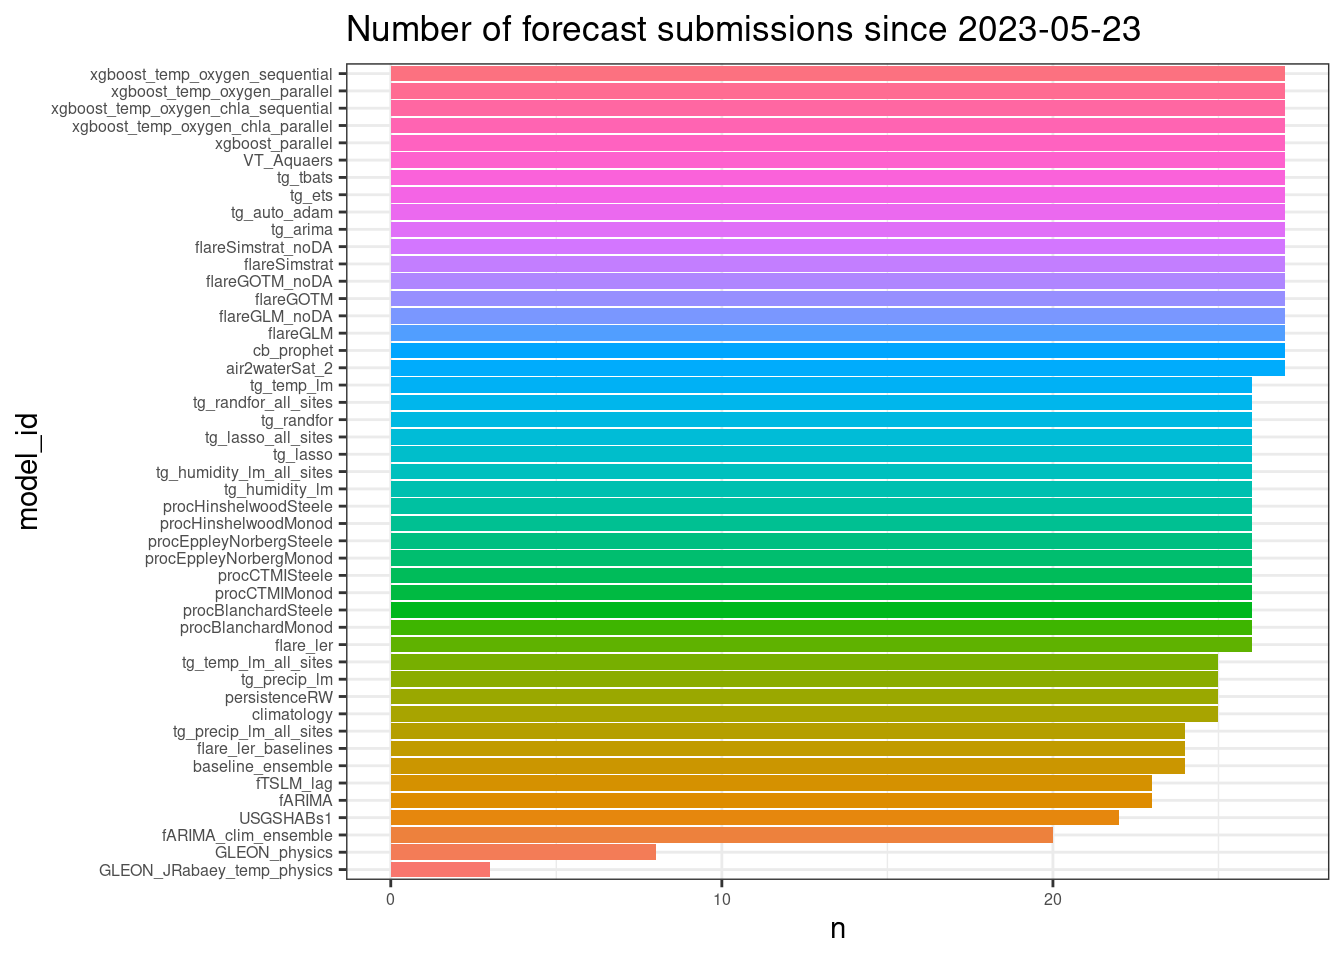 Number of forecast submissions since 2023-05-23
xgboost_temp_oxygen_sequential
xgboost_temp_oxygen_parallel
xgboost_temp_oxygen_chla_sequential
xgboost_temp_oxygen_chla_parallel
xgboost_parallel
VT_Aquaers
tg_tbats
tg_ets
tg_auto_adam
tg_arima
flareSimstrat_noDA
flareSimstrat
flareGOTM_noDA
flareGOTM
flareGLM_noDA
flareGLM
cb_prophet
air2waterSat_2
tg_temp_lm
tg_randfor_all_sites
tg_randfor
tg_lasso_all_sites
tg_lasso
tg_humidity_lm_all_sites
tg_humidity_lm
procHinshelwoodSteele
procHinshelwoodMonod
procEppleyNorbergSteele
procEppleyNorbergMonod
procCTMISteele
procCTMIMonod
procBlanchardSteele
procBlanchardMonod
flare_ler
tg_temp_lm_all_sites
tg_precip_lm
persistenceRW
climatology
tg_precip_lm_all_sites
flare_ler_baselines
baseline_ensemble
fTSLM_lag
fARIMA
USGSHABs1
fARIMA_clim_ensemble
GLEON_physics
GLEON_JRabaey_temp_physics
model_id
0 10 20
n